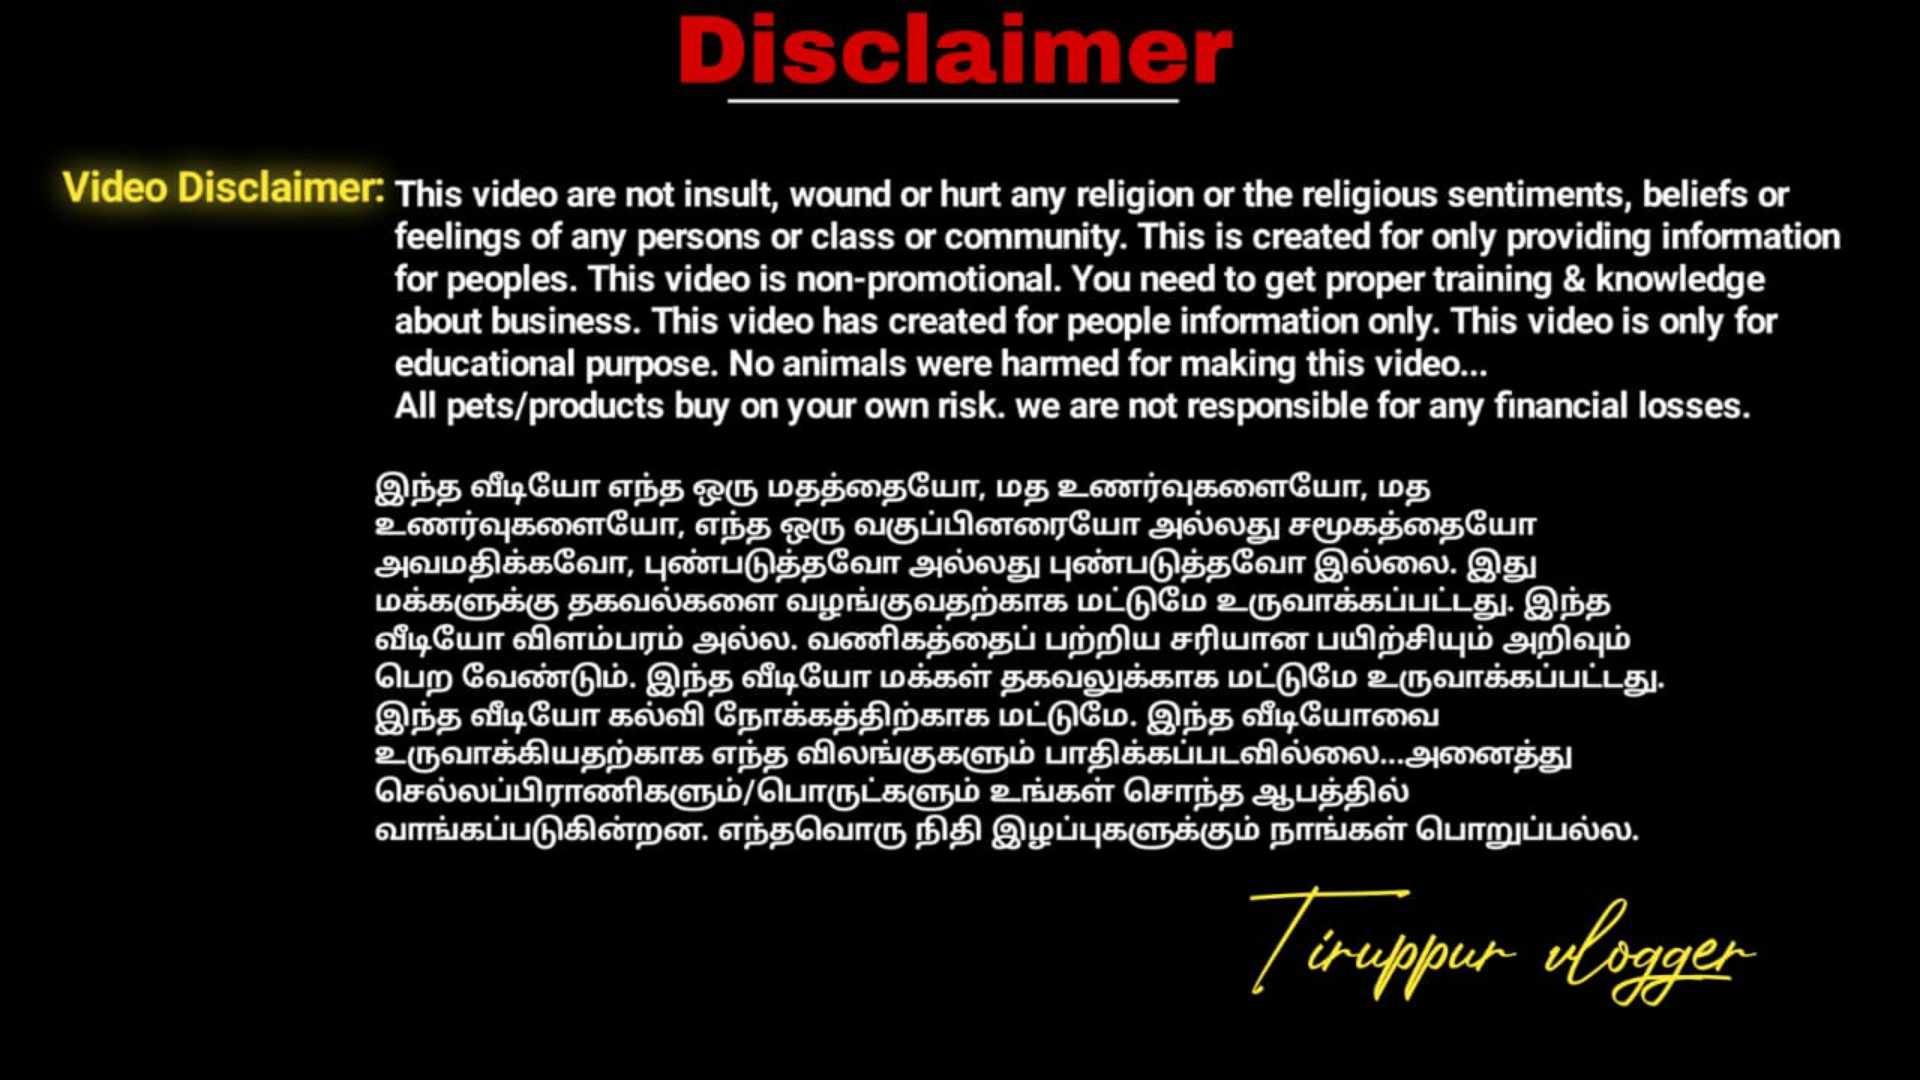 Disclaimer
Video Disclaimer: This video are not insult, wound or hurt any religion or the religious sentiments, beliefs or
feelings of any persons or class or community. This is created for only providing information
for peoples. This video is non-promotional. You need to get proper training & knowledge
about business. This video has created for people information only. This video is only for
educational purpose. No animals were harmed for making this video...
All pets/products buy on your own risk. we are not responsible for any financial losses.
இந்த வீடியோ எந்த ஒரு மதத்தையோ, மத உணர்வுகளையோ, மத
உணர்வுகளையோ, எந்த ஒரு வகுப்பினரையோ அல்லது சமூகத்தையோ
அவமதிக்கவோ, புண்படுத்தவோ அல்லது புண்படுத்தவோ இல்லை. இது
மக்களுக்கு தகவல்களை வழங்குவதற்காக மட்டுமே உருவாக்கப்பட்டது. இந்த
வீடியோ விளம்பரம் அல்ல. வணிகத்தைப் பற்றிய சரியான பயிற்சியும் அறிவும்
பெற வேண்டும். இந்த வீடியோ மக்கள் தகவலுக்காக மட்டுமே உருவாக்கப்பட்டது.
இந்த வீடியோ கல்வி நோக்கத்திற்காக மட்டுமே. இந்த வீடியோவை
உருவாக்கியதற்காக எந்த விலங்குகளும் பாதிக்கப்படவில்லை...அனைத்து
செல்லப்பிராணிகளும்/பொருட்களும் உங்கள் சொந்த ஆபத்தில்
வாங்கப்படுகின்றன. எந்தவொரு நிதி இழப்புகளுக்கும் நாங்கள் பொறுப்பல்ல.
Tiruppur vlogger